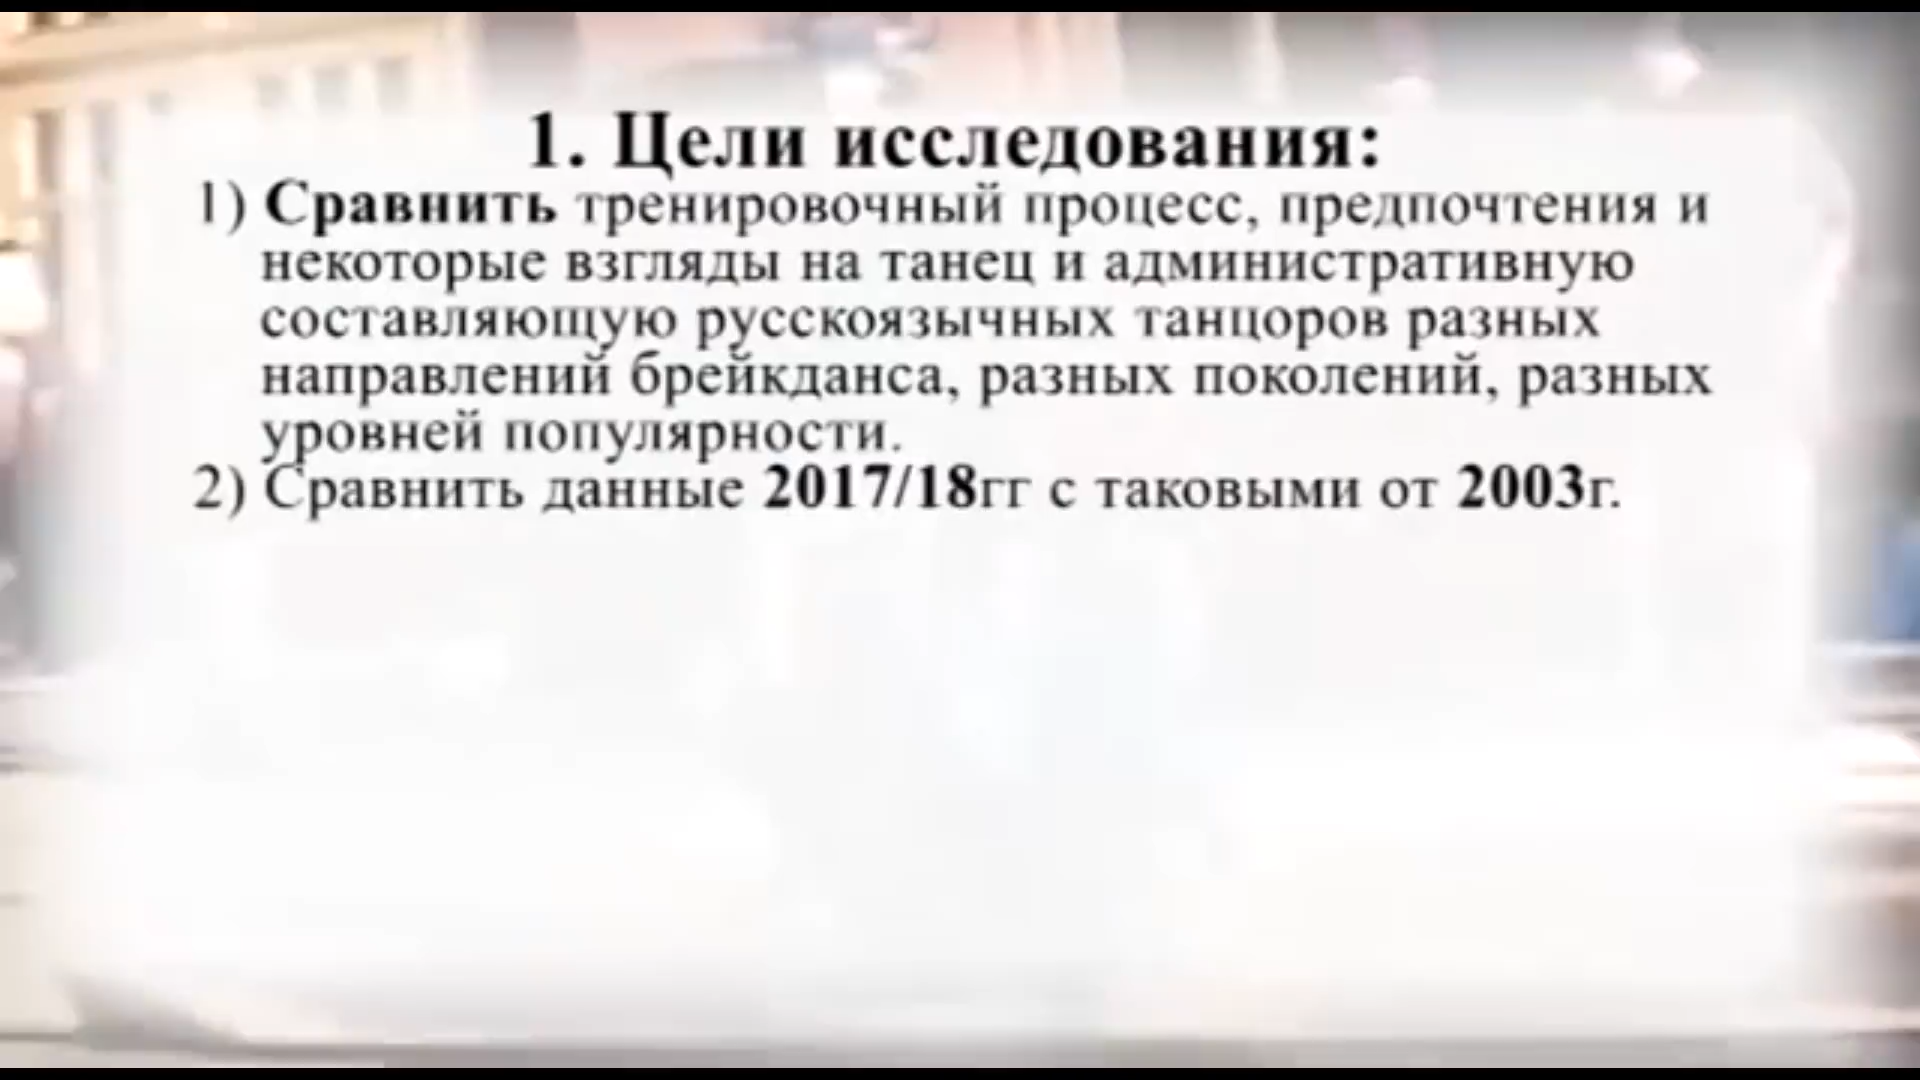 1. Цели исследования:
1) Сравнить тренировочный процесс, предпочтения и
некоторые взгляды на танец и административную
составляющую русскоязычных танцоров разных
направлений брейкданса, разных поколений, разных
уровней популярности.
2) Сравнить данные 2017/18гг с таковыми от 2003г.